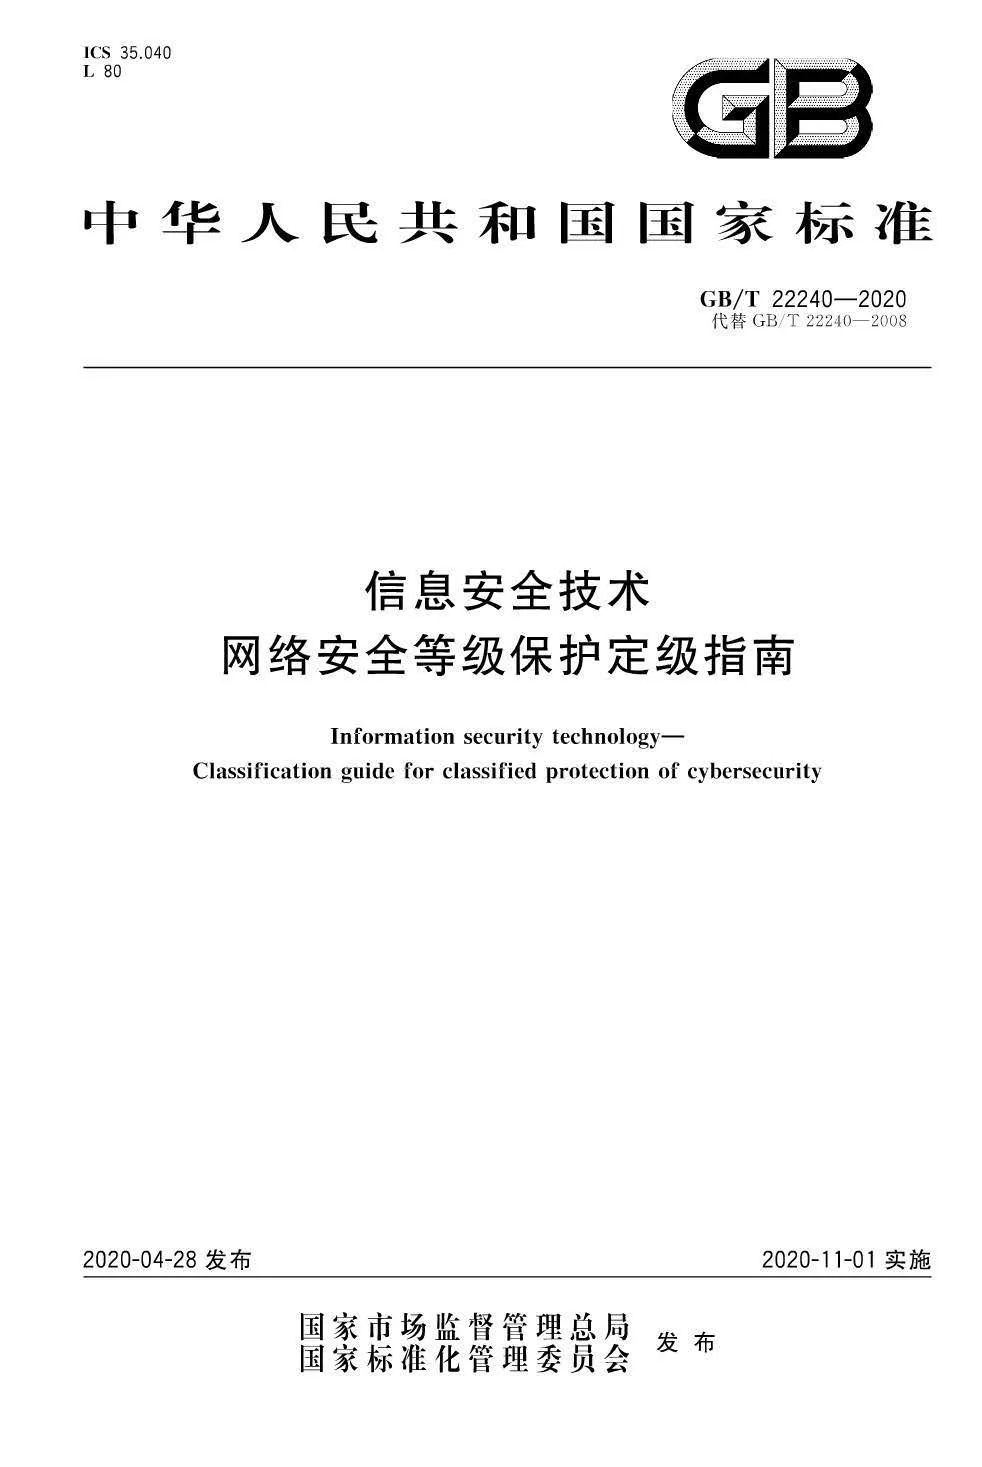 ICS 35.040
L 80
GB
中华人民共和国国家标准
GB/T 22240—2020
代替 GB/T 22240—2008
信息安全技术
网络安全等级保护定级指南
Information security technology—
Classification guide for classified protection of cybersecurity
2020-04-28 发布
2020-11-01 实施
国家市场监督管理总局
国家标准化管理委员会
发布